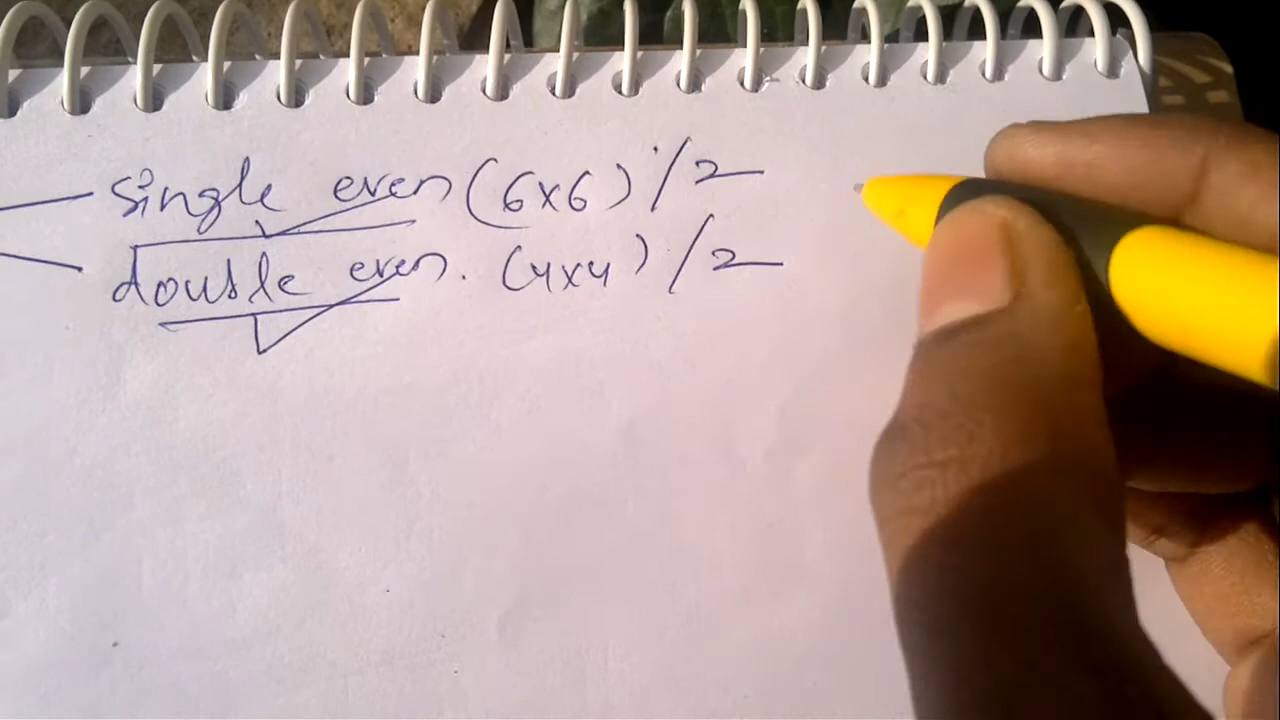 single even (6x6) /2
double even. (4x4) /2